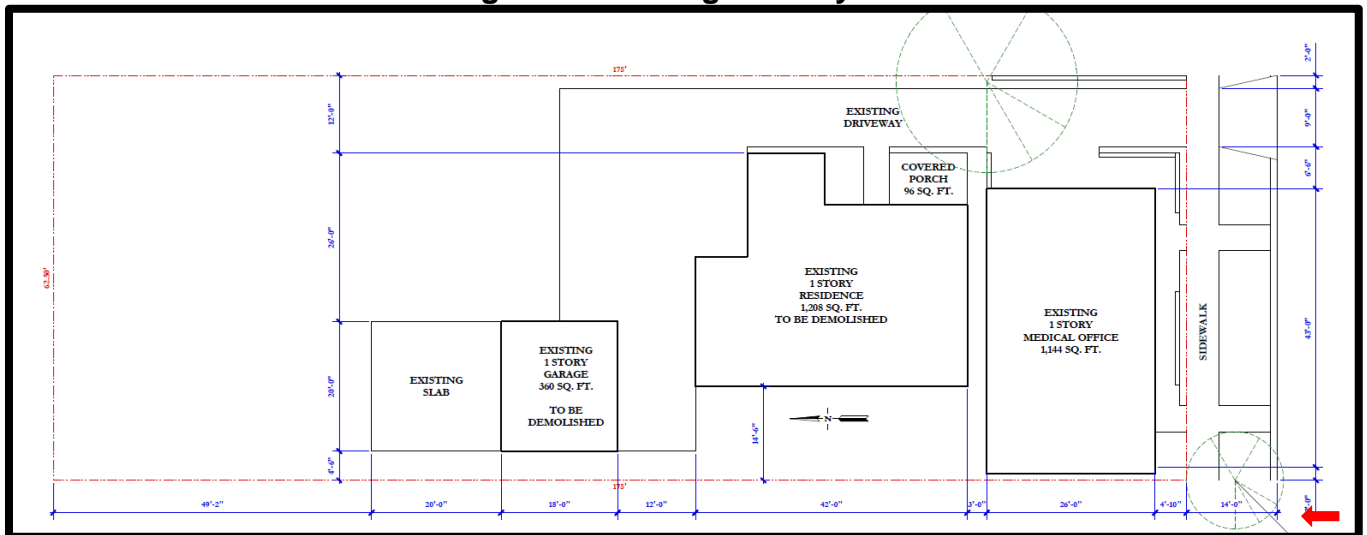 175'
2'-0"
12'-0"
EXISTING
DRIVEWAY
9'-0"
COVERED
PORCH
96 SQ. FT.
6'-6"
26'-0"
62.50'
EXISTING
1 STORY
RESIDENCE
1,208 SQ. FT.
TO BE DEMOLISHED
EXISTING
1 STORY
MEDICAL OFFICE
1,144 SQ. FT.
SIDEWALK
43'-0"
EXISTING
SLAB
EXISTING
1 STORY
GARAGE
360 SQ. FT.
TO BE
DEMOLISHED
20'-0"
N
14'-6"
4'-6"
175'
49'-2"
20'-0"
18'-0"
12'-0"
42'-0"
3'-0"
26'-0"
4'-10"
14'-0"